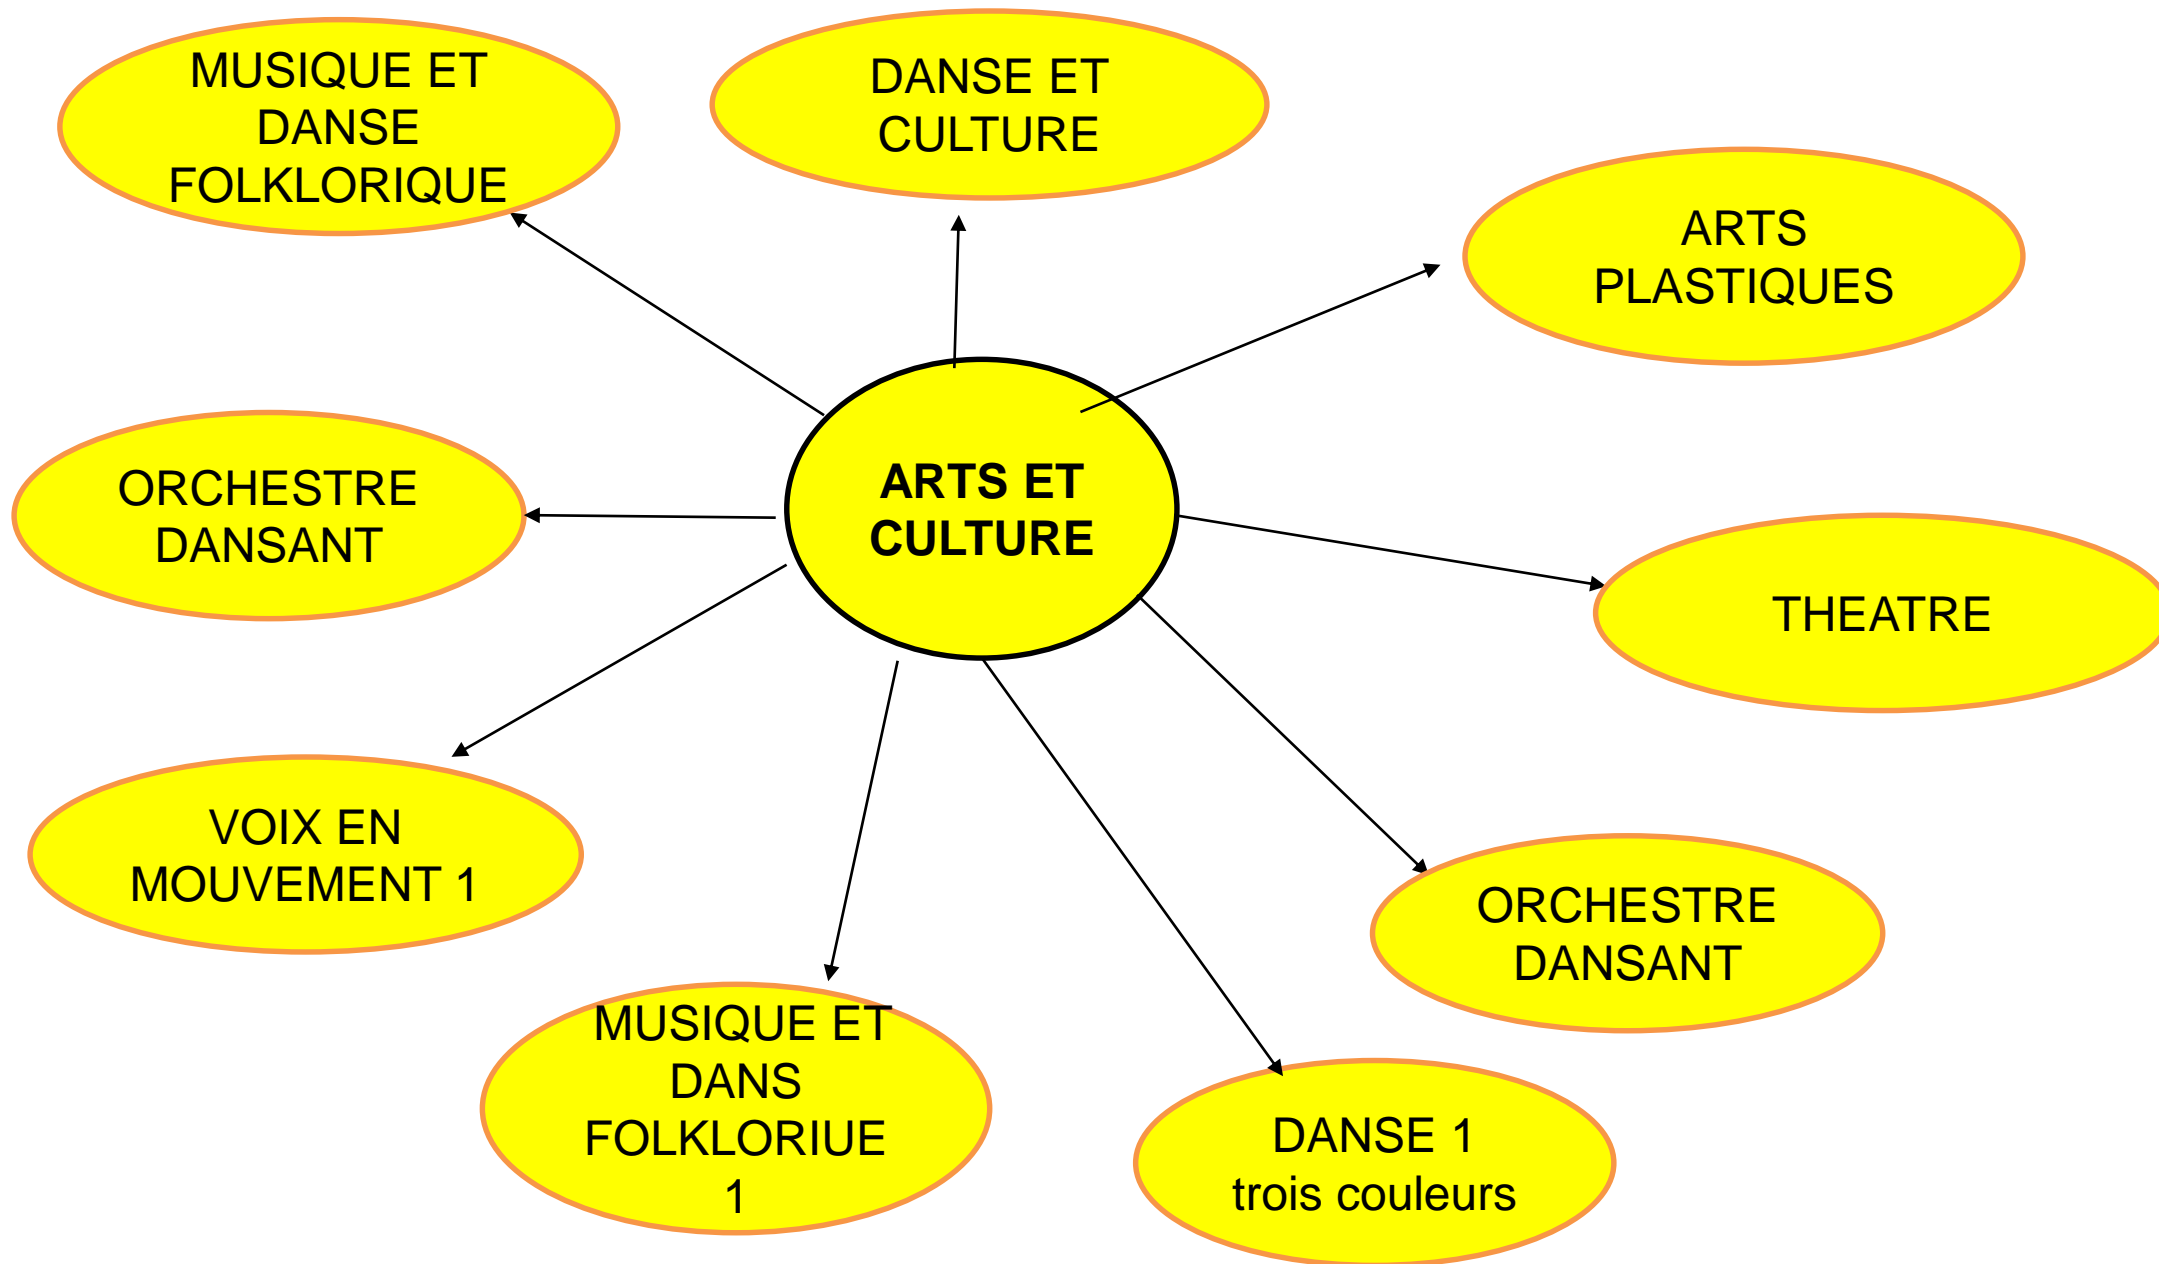 MUSIQUE ET
DANSE
FOLKLORIQUE
DANSE ET
CULTURE
ARTS
PLASTIQUES
ARTS ET
CULTURE
ORCHESTRE
DANSANT
THEATRE
VOIX EN
MOUVEMENT 1
ORCHESTRE
DANSANT
MUSIQUE ET
DANS
FOLKLORIUE
1
DANSE 1
trois couleurs